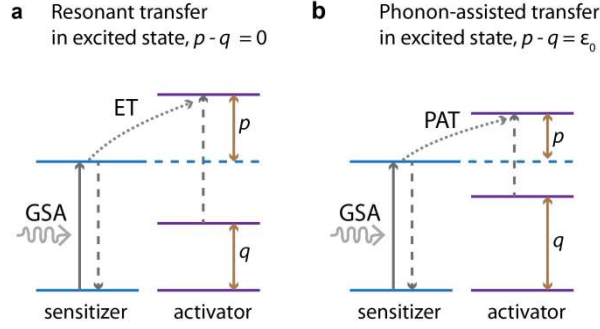 a Resonant transfer
in excited state, p - q = 0
ET
p
GSA
q
sensitizer activator
b Phonon-assisted transfer
in excited state, p - q = ε₀
PAT
p
GSA
q
sensitizer activator